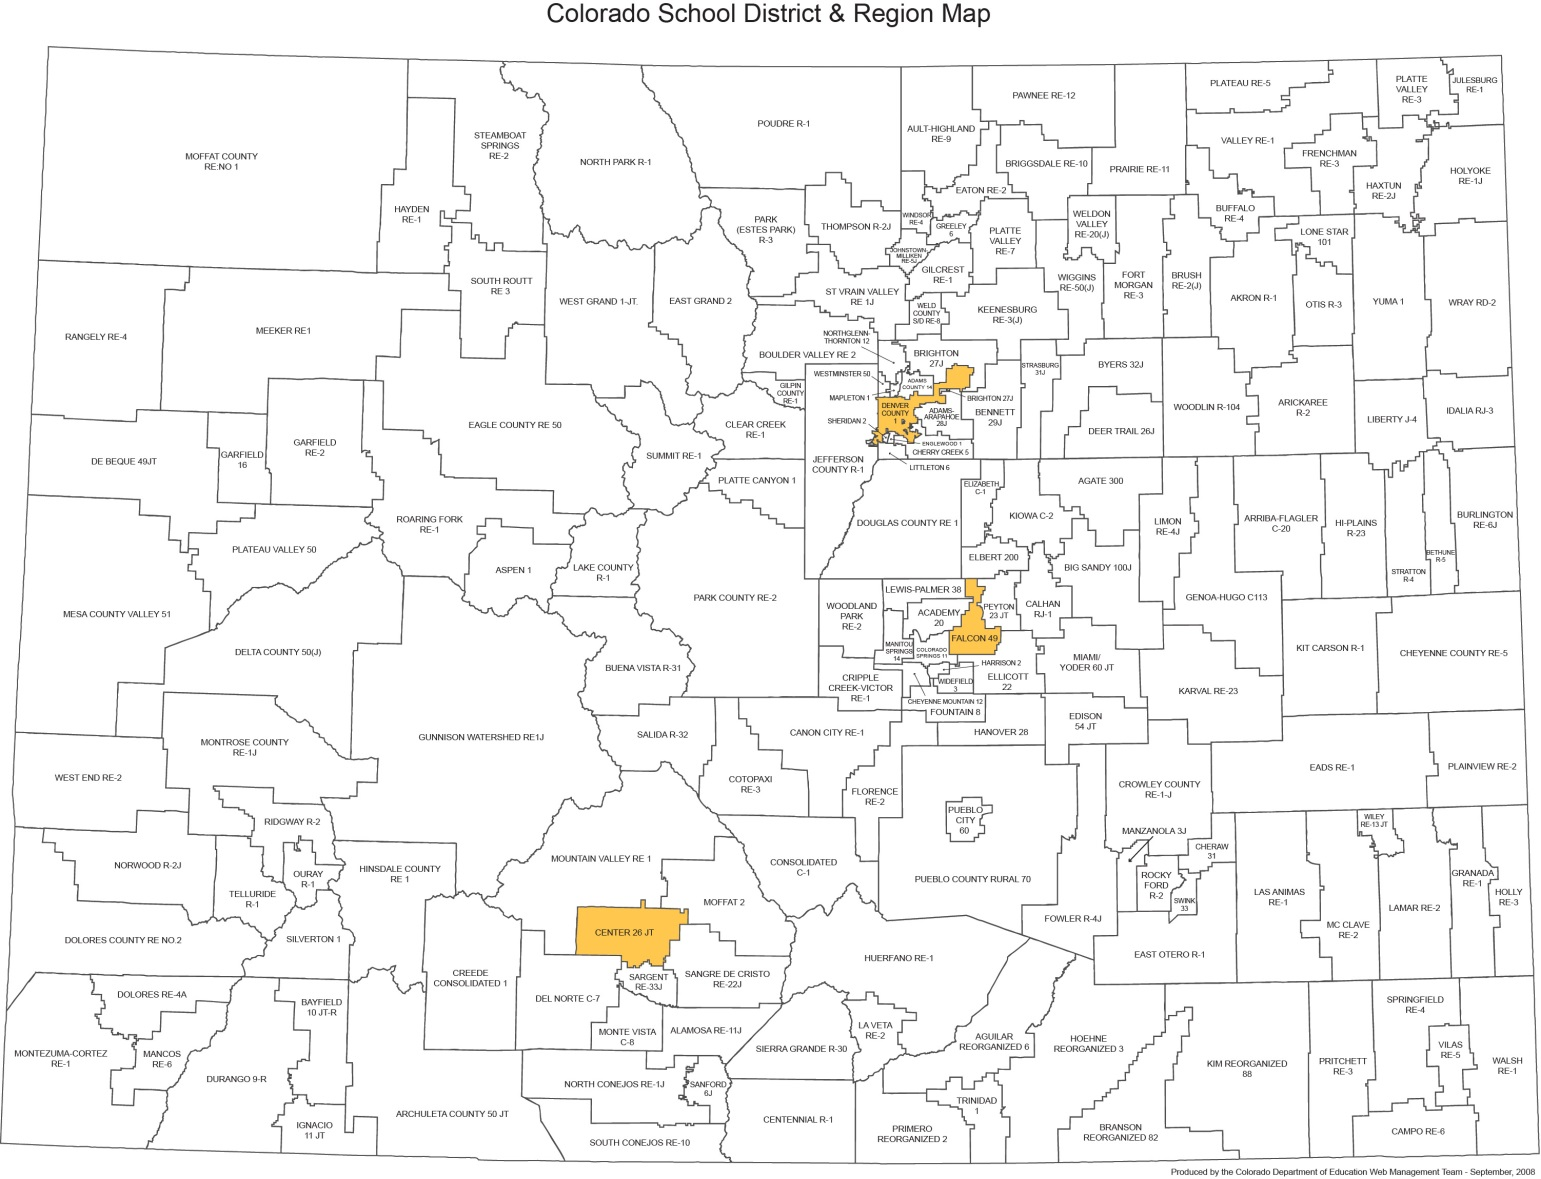 Colorado School District & Region Map
PLATEAU RE-5
PLATTE
VALLEY
RE-3
JULESBURG
RE-1
PAWNEE RE-12
POUDRE R-1
AULT-HIGHLAND
RE-9
STEAMBOAT
SPRINGS
RE-2
MOFFAT COUNTY
RE:NO 1
NORTH PARK R-1
BRIGGSDALE RE-10
PRAIRIE RE-11
VALLEY RE-1
FRENCHMAN
RE-3
HAXTUN
RE-2J
HOLYOKE
RE-1J
EATON RE-2
HAYDEN
RE-1
PARK
(ESTES PARK)
R-3
THOMPSON R-2J
WINDSOR
RE-4
GREELEY
6
PLATTE
VALLEY
RE-7
WELDON
VALLEY
RE-20(J)
BUFFALO
RE-4
LONE STAR
101
JOHNSTOWN-
MILLIKEN
RE-5J
GILCREST
RE-1
SOUTH ROUTT
RE 3
WEST GRAND 1-JT.
EAST GRAND 2
ST VRAIN VALLEY
RE 1J
WIGGINS
RE-50(J)
FORT
MORGAN
RE-3
BRUSH
RE-2(J)
AKRON R-1
OTIS R-3
YUMA 1
WRAY RD-2
WELD
COUNTY
S/D RE-8
KEENESBURG
RE-3(J)
RANGELY RE-4
MEEKER RE1
NORTHGLENN-
THORNTON 12
BOULDER VALLEY RE 2
BRIGHTON
27J
STRASBURG
31J
BYERS 32J
WESTMINSTER 50
ADAMS
COUNTY 14
GILPIN
COUNTY
RE-1
MAPLETON 1
BRIGHTON 27J
DENVER
COUNTY
1
ADAMS-
ARAPAHOE
28J
BENNETT
29J
WOODLIN R-104
ARICKAREE
R-2
LIBERTY J-4
IDALIA RJ-3
EAGLE COUNTY RE 50
CLEAR CREEK
RE-1
SHERIDAN 2
DEER TRAIL 26J
ENGLEWOOD 1
CHERRY CREEK 5
GARFIELD
RE-2
GARFIELD
16
DE BEQUE 49JT
SUMMIT RE-1
JEFFERSON
COUNTY R-1
LITTLETON 6
PLATTE CANYON 1
ELIZABETH
C-1
AGATE 300
ROARING FORK
RE-1
DOUGLAS COUNTY RE 1
KIOWA C-2
LIMON
RE-4J
ARRIBA-FLAGLER
C-20
HI-PLAINS
R-23
BURLINGTON
RE-6J
PLATEAU VALLEY 50
ASPEN 1
LAKE COUNTY
R-1
ELBERT 200
BIG SANDY 100J
STRATTON
R-4
BETHUNE
R-5
MESA COUNTY VALLEY 51
PARK COUNTY RE-2
LEWIS-PALMER 38
WOODLAND
PARK
RE-2
ACADEMY
20
PEYTON
23 JT
CALHAN
RJ-1
GENOA-HUGO C113
FALCON 49
MANITOU
SPRINGS
14
COLORADO
SPRINGS 11
DELTA COUNTY 50(J)
BUENA VISTA R-31
HARRISON 2
MIAMI/
YODER 60 JT
KIT CARSON R-1
CHEYENNE COUNTY RE-5
CRIPPLE
CREEK-VICTOR
RE-1
WIDEFIELD
3
ELLICOTT
22
KARVAL RE-23
CHEYENNE MOUNTAIN 12
FOUNTAIN 8
EDISON
54 JT
MONTROSE COUNTY
RE-1J
GUNNISON WATERSHED RE1J
SALIDA R-32
CANON CITY RE-1
HANOVER 28
WEST END RE-2
COTOPAXI
RE-3
FLORENCE
RE-2
CROWLEY COUNTY
RE-1-J
EADS RE-1
PLAINVIEW RE-2
PUEBLO
CITY
60
RIDGWAY R-2
MANZANOLA 3J
WILEY
RE-13 JT
CHERAW
31
NORWOOD R-2J
OURAY
R-1
HINSDALE COUNTY
RE 1
MOUNTAIN VALLEY RE 1
CONSOLIDATED
C-1
PUEBLO COUNTY RURAL 70
ROCKY
FORD
R-2
SWINK
33
LAS ANIMAS
RE-1
LAMAR RE-2
GRANADA
RE-1
HOLLY
RE-3
TELLURIDE
R-1
MOFFAT 2
FOWLER R-4J
MC CLAVE
RE-2
CENTER 26 JT
DOLORES COUNTY RE NO.2
SILVERTON 1
EAST OTERO R-1
HUERFANO RE-1
CREEDE
CONSOLIDATED 1
SARGENT
RE-33J
SANGRE DE CRISTO
RE-22J
DOLORES RE-4A
BAYFIELD
10 JT-R
DEL NORTE C-7
SPRINGFIELD
RE-4
MONTE VISTA
C-8
ALAMOSA RE-11J
LA VETA
RE-2
AGUILAR
REORGANIZED 6
HOEHNE
REORGANIZED 3
MONTEZUMA-CORTEZ
RE-1
MANCOS
RE-6
SIERRA GRANDE R-30
KIM REORGANIZED
88
PRITCHETT
RE-3
VILAS
RE-5
WALSH
RE-1
DURANGO 9-R
NORTH CONEJOS RE-1J
SANFORD
6J
ARCHULETA COUNTY 50 JT
TRINIDAD
1
CENTENNIAL R-1
IGNACIO
11 JT
PRIMERO
REORGANIZED 2
BRANSON
REORGANIZED 82
CAMPO RE-6
SOUTH CONEJOS RE-10
Produced by the Colorado Department of Education Web Management Team - September, 2008